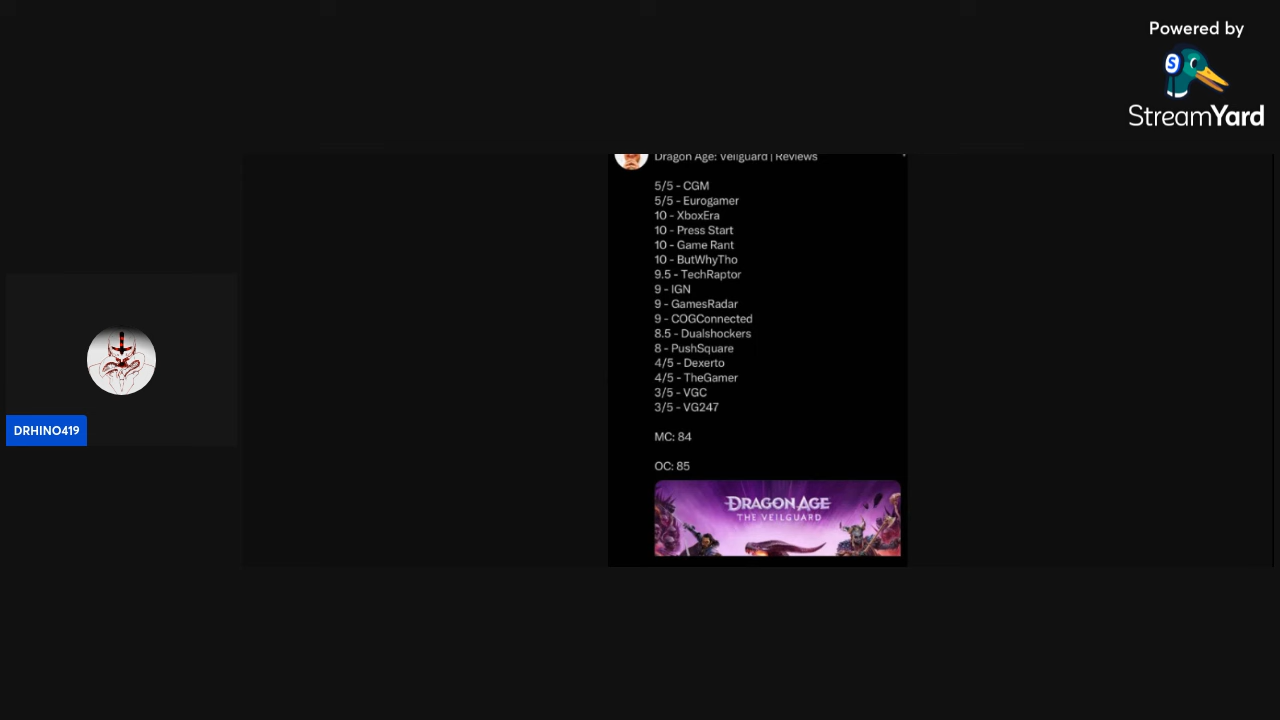 Powered by
StreamYard
Dragon Age: Veilguard | Reviews
5/5 - CGM
5/5 - Eurogamer
10 - XboxEra
10 - Press Start
10 - Game Rant
10 - ButWhyTho
9.5 - TechRaptor
9 - IGN
9 - GamesRadar
9 - COGConnected
8.5 - Dualshockers
8 - PushSquare
4/5 - Dexerto
4/5 - TheGamer
3/5 - VGC
3/5 - VG247
MC: 84
OC: 85
DRAGON AGE
THE VEILGUARD
DRHINO419